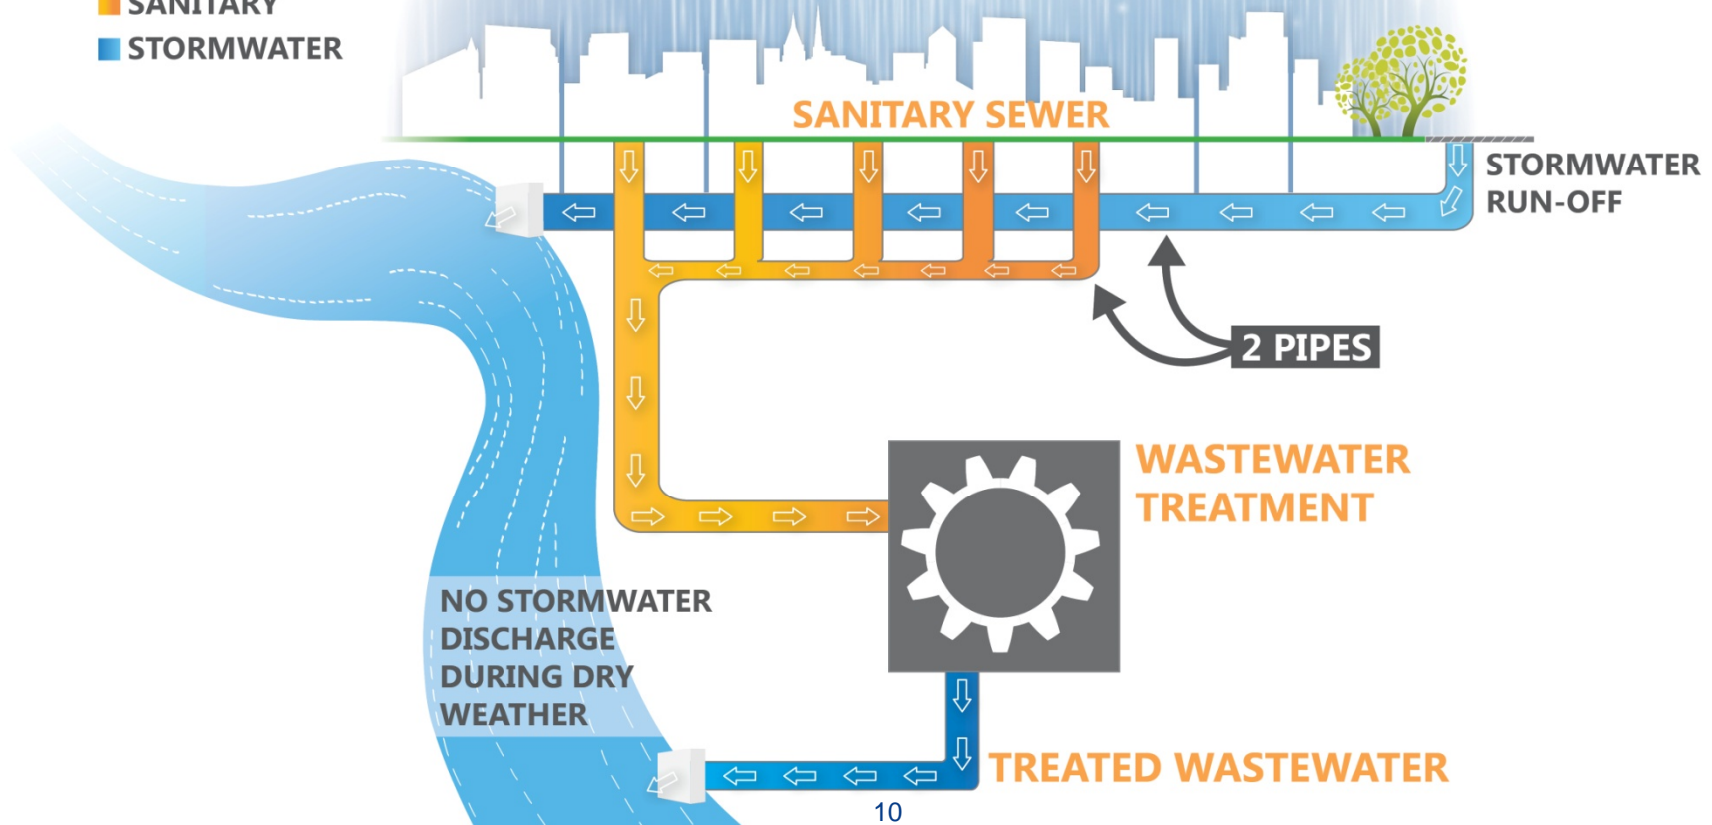 SANITARY
STORMWATER
SANITARY SEWER
STORMWATER
RUN-OFF
2 PIPES
WASTEWATER
TREATMENT
NO STORMWATER
DISCHARGE
DURING DRY
WEATHER
TREATED WASTEWATER
10